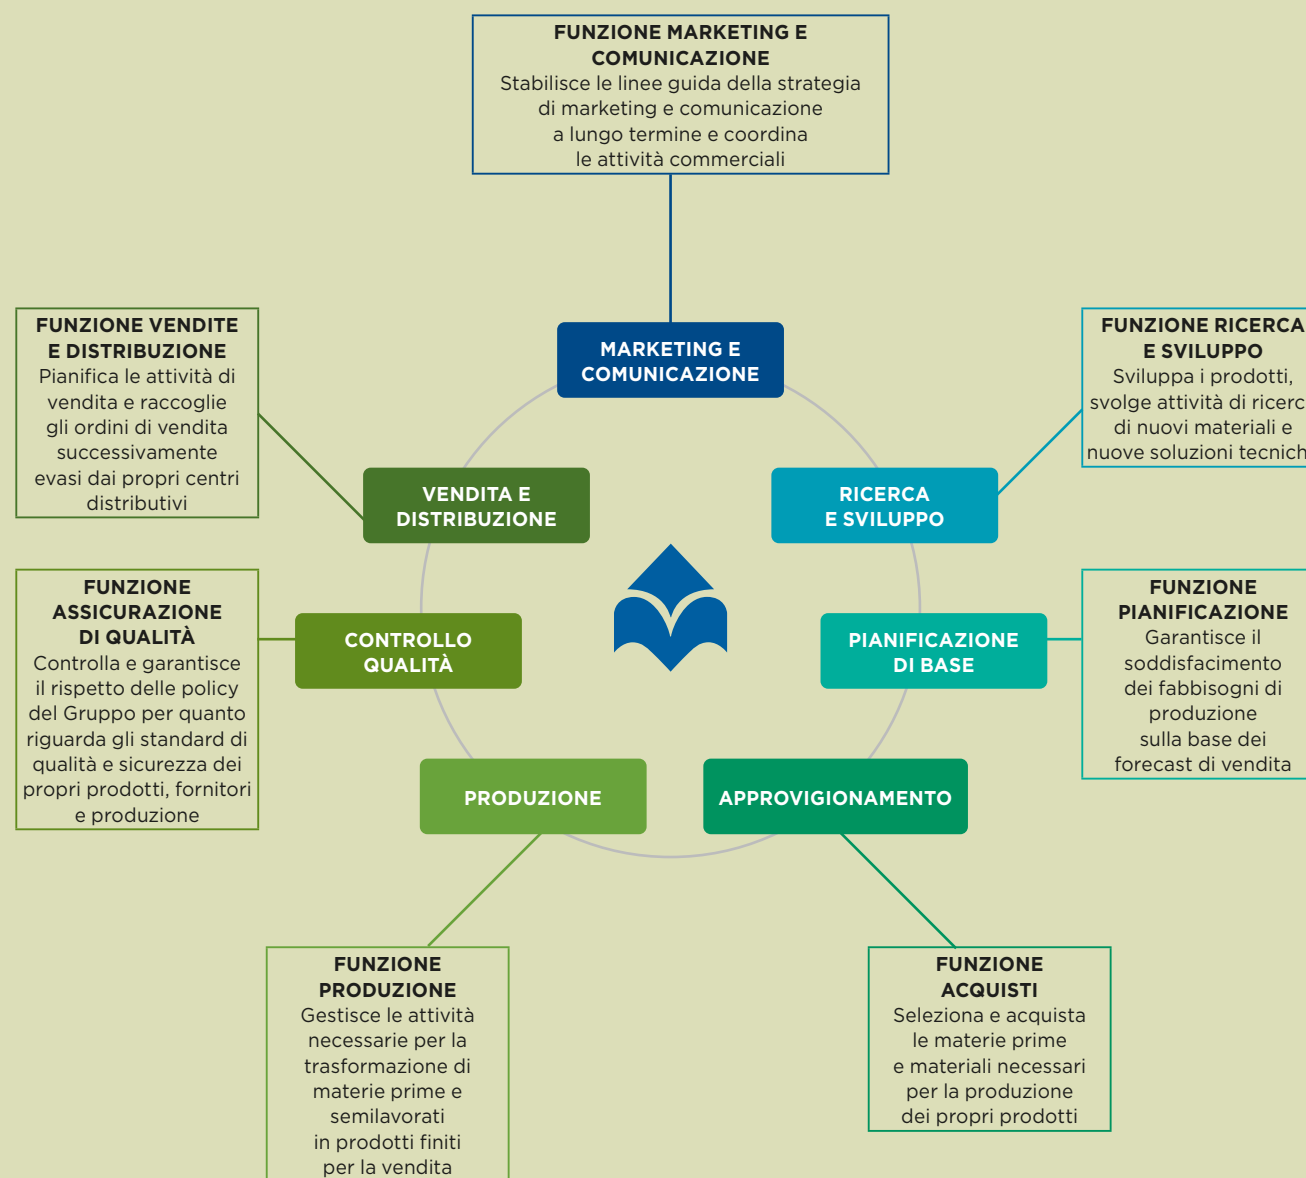 FUNZIONE MARKETING E
COMUNICAZIONE
Stabilisce le linee guida della strategia
di marketing e comunicazione
a lungo termine e coordina
le attività commerciali
FUNZIONE VENDITE
E DISTRIBUZIONE
Pianifica le attività di
vendita e raccoglie
gli ordini di vendita
successivamente
evasi dai propri centri
distributivi
MARKETING E
COMUNICAZIONE
FUNZIONE RICERCA
E SVILUPPO
Sviluppa i prodotti,
svolge attività di ricerc
di nuovi materiali e
nuove soluzioni tecnich
VENDITA E
DISTRIBUZIONE
RICERCA
E SVILUPPO
FUNZIONE
ASSICURAZIONE
DI QUALITÀ
Controlla e garantisce
il rispetto delle policy
del Gruppo per quanto
riguarda gli standard di
qualità e sicurezza dei
propri prodotti, fornitori
e produzione
CONTROLLO
QUALITÀ
PIANIFICAZIONE
DI BASE
FUNZIONE
PIANIFICAZIONE
Garantisce il
soddisfacimento
dei fabbisogni di
produzione
sulla base dei
forecast di vendita
PRODUZIONE
APPROVIGIONAMENTO
FUNZIONE
PRODUZIONE
Gestisce le attività
necessarie per la
trasformazione di
materie prime e
semilavorati
in prodotti finiti
per la vendita
FUNZIONE
ACQUISTI
Seleziona e acquista
le materie prime
e materiali necessari
per la produzione
dei propri prodotti